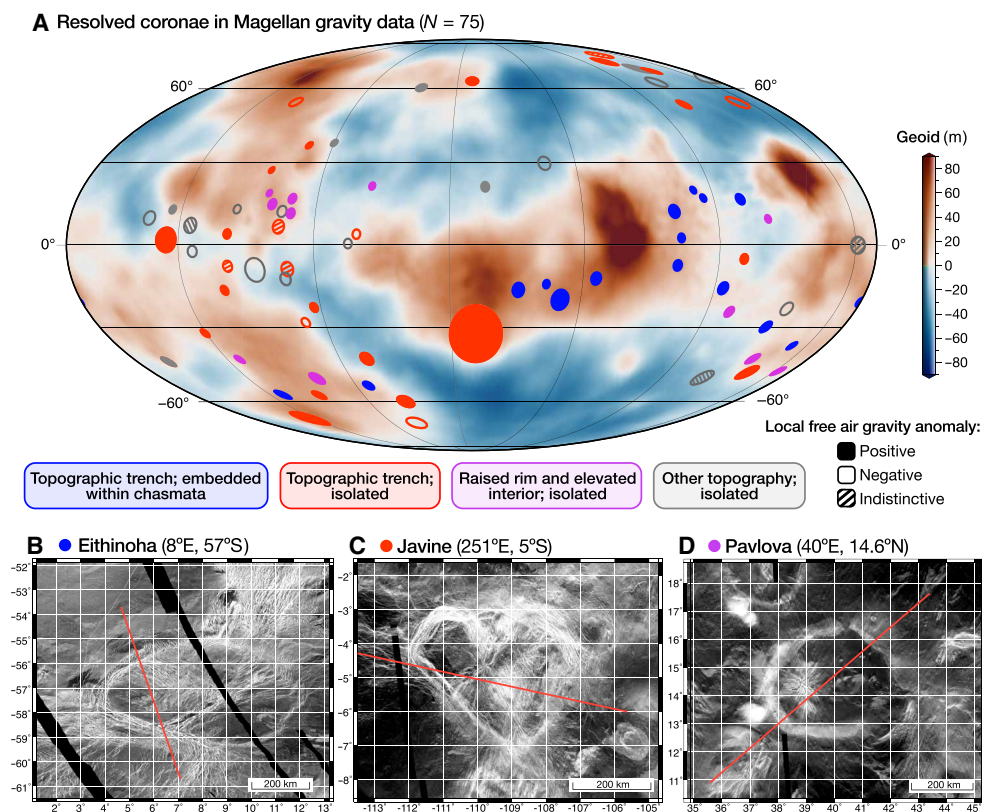 A Resolved coronae in Magellan gravity data (N = 75)
60°
60°
0°
0°
−60°
−60°
Geoid (m)
80
60
40
20
0
−20
−40
−60
−80
Local free air gravity anomaly:
Positive
Negative
Indistinctive
Topographic trench; embedded
within chasmata
Topographic trench;
isolated
Raised rim and elevated
interior; isolated
Other topography;
isolated
B Eithinoha (8°E, 57°S)
−52°
−53°
−54°
−55°
−56°
−57°
−58°
−59°
−60°
−61°
200 km
2° 3° 4° 5° 6° 7° 8° 9° 10° 11° 12° 13°
C Javine (251°E, 5°S)
−2°
−3°
−4°
−5°
−6°
−7°
−8°
200 km
−113° −112° −111° −110° −109° −108° −107° −106° −105°
D Pavlova (40°E, 14.6°N)
18°
17°
16°
15°
14°
13°
12°
11°
200 km
35° 36° 37° 38° 39° 40° 41° 42° 43° 44° 45°